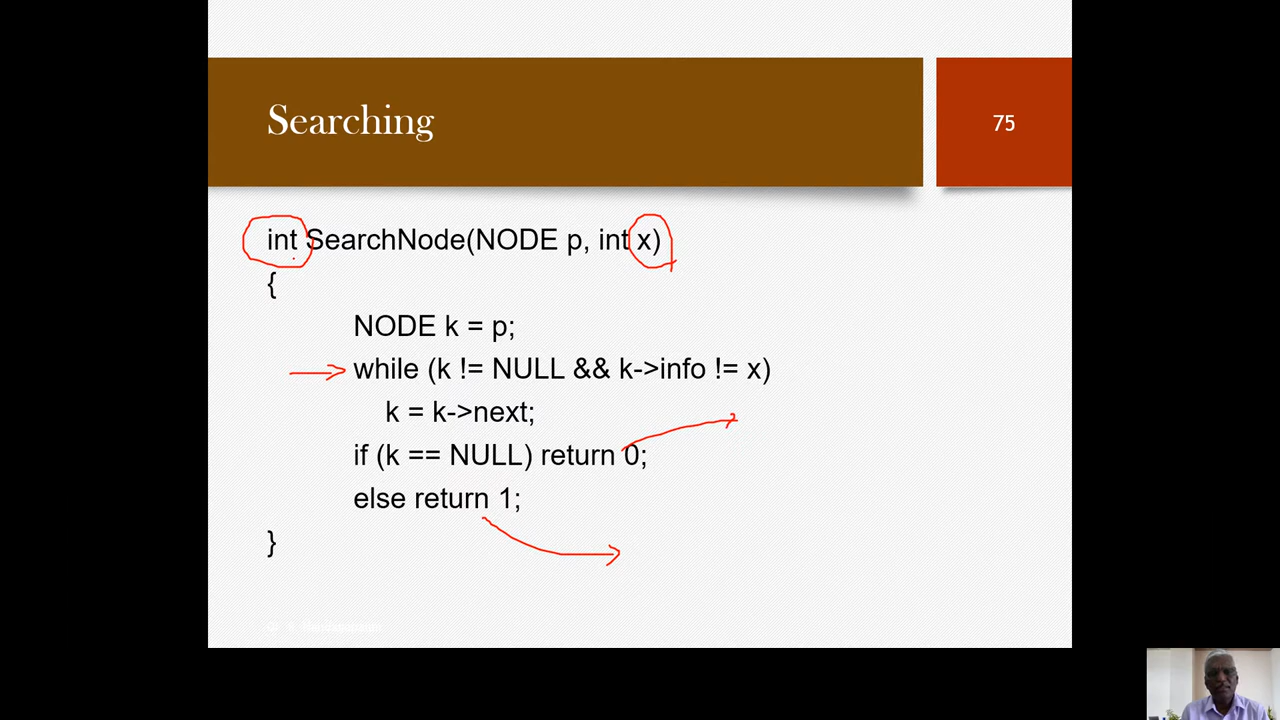 Searching
75
int SearchNode(NODE p, int x)
{
NODE k = p;
while (k != NULL && k->info != x)
k = k->next;
if (k == NULL) return 0;
else return 1;
}